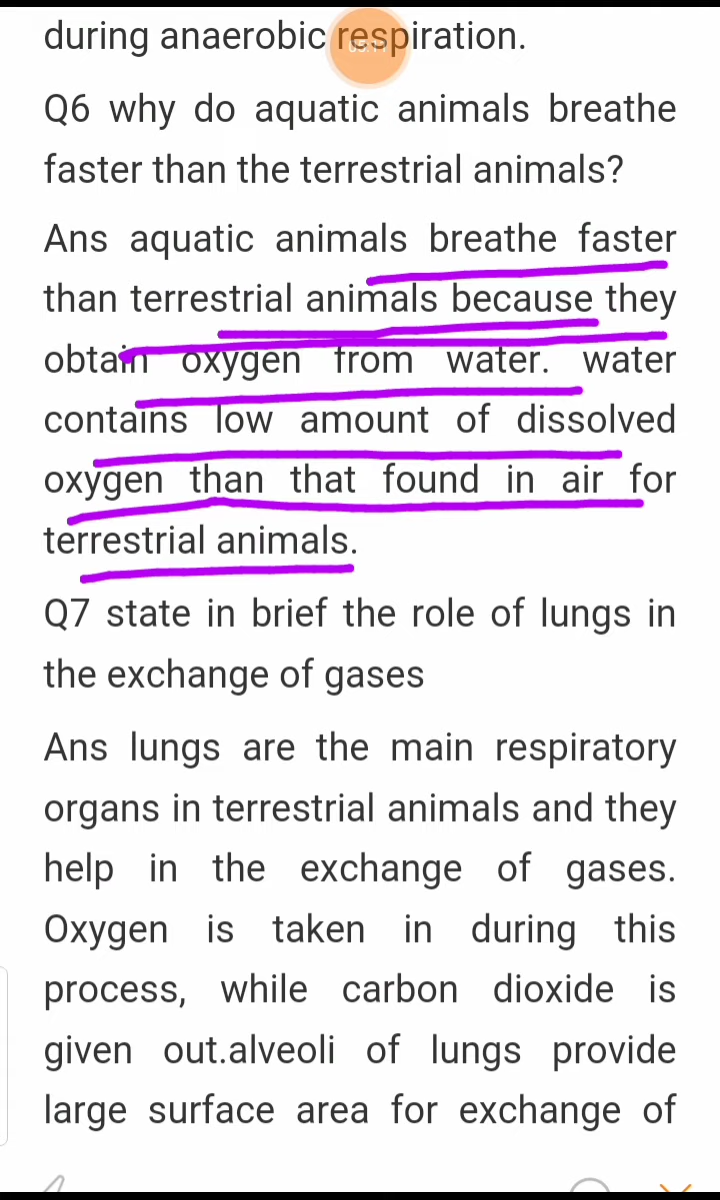 during anaerobic respiration.
Q6 why do aquatic animals breathe
faster than the terrestrial animals?
Ans aquatic animals breathe faster
than terrestrial animals because they
obtain oxygen from water. water
contains low amount of dissolved
oxygen than that found in air for
terrestrial animals.
Q7 state in brief the role of lungs in
the exchange of gases
Ans lungs are the main respiratory
organs in terrestrial animals and they
help in the exchange of gases.
Oxygen is taken in during this
process, while carbon dioxide is
given out.alveoli of lungs provide
large surface area for exchange of